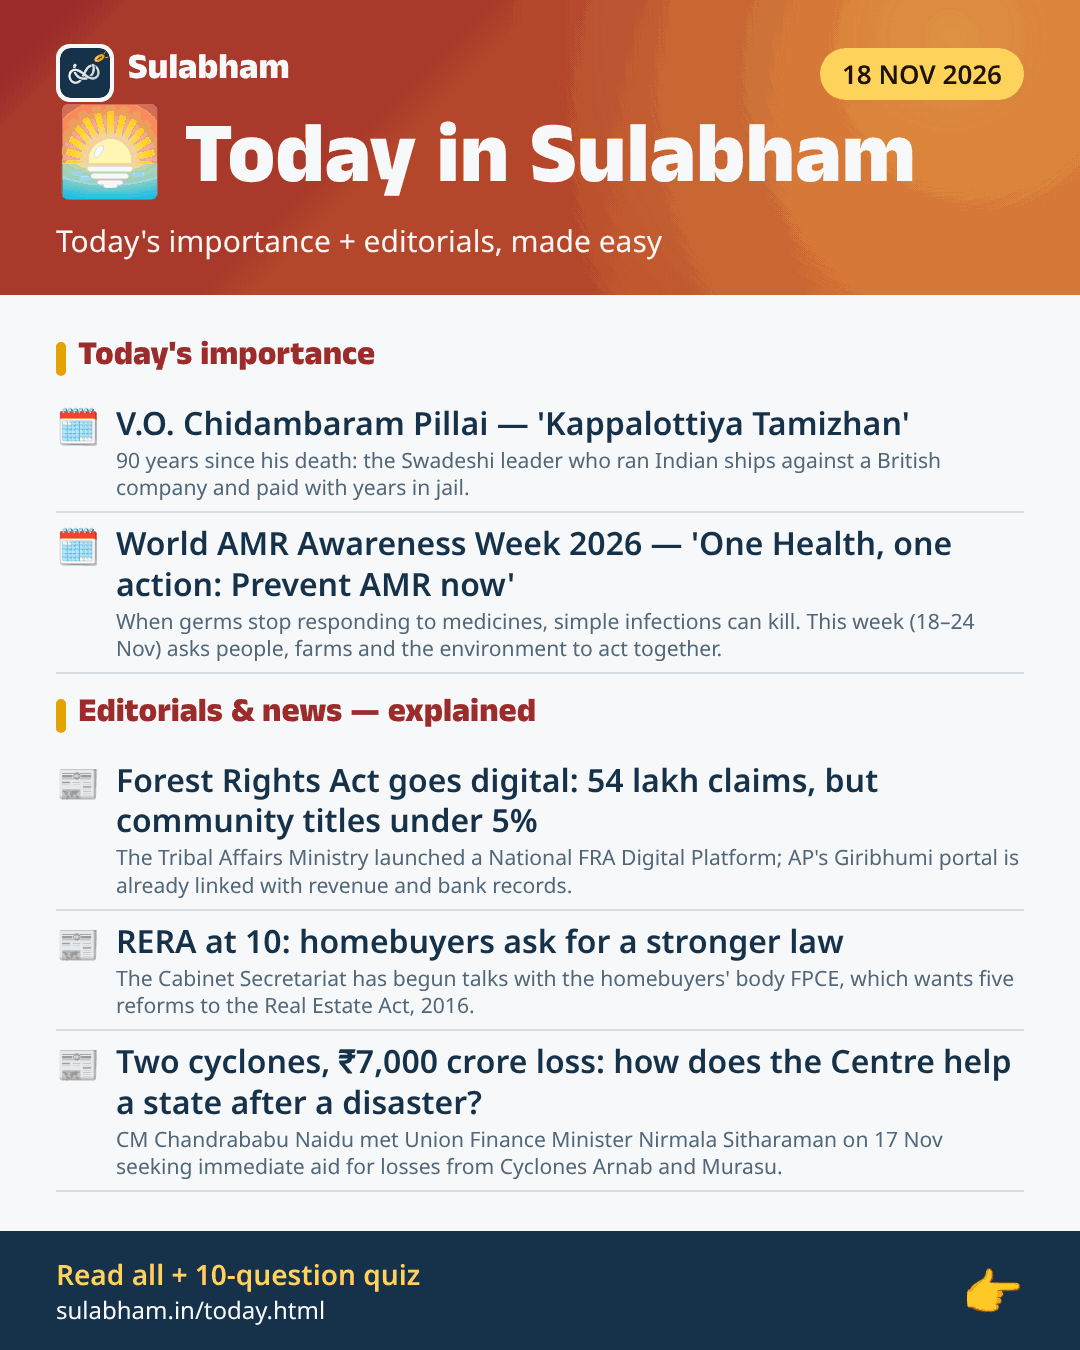 Sulabham
18 NOV 2026
Today in Sulabham
Today's importance + editorials, made easy
Today's importance
V.O. Chidambaram Pillai — 'Kappalottiya Tamizhan'
90 years since his death: the Swadeshi leader who ran Indian ships against a British
company and paid with years in jail.
World AMR Awareness Week 2026 — 'One Health, one
action: Prevent AMR now'
When germs stop responding to medicines, simple infections can kill. This week (18–24
Nov) asks people, farms and the environment to act together.
Editorials & news — explained
Forest Rights Act goes digital: 54 lakh claims, but
community titles under 5%
The Tribal Affairs Ministry launched a National FRA Digital Platform; AP's Giribhumi portal is
already linked with revenue and bank records.
RERA at 10: homebuyers ask for a stronger law
The Cabinet Secretariat has begun talks with the homebuyers' body FPCE, which wants five
reforms to the Real Estate Act, 2016.
Two cyclones, ₹7,000 crore loss: how does the Centre help
a state after a disaster?
CM Chandrababu Naidu met Union Finance Minister Nirmala Sitharaman on 17 Nov
seeking immediate aid for losses from Cyclones Arnab and Murasu.
Read all + 10-question quiz
sulabham.in/today.html